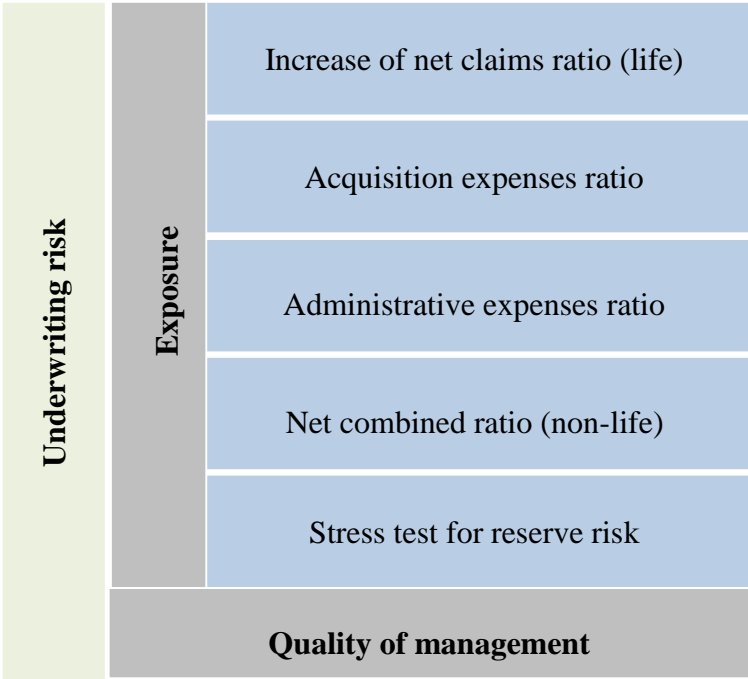 Underwriting risk
Exposure
Increase of net claims ratio (life)
Acquisition expenses ratio
Administrative expenses ratio
Net combined ratio (non-life)
Stress test for reserve risk
Quality of management